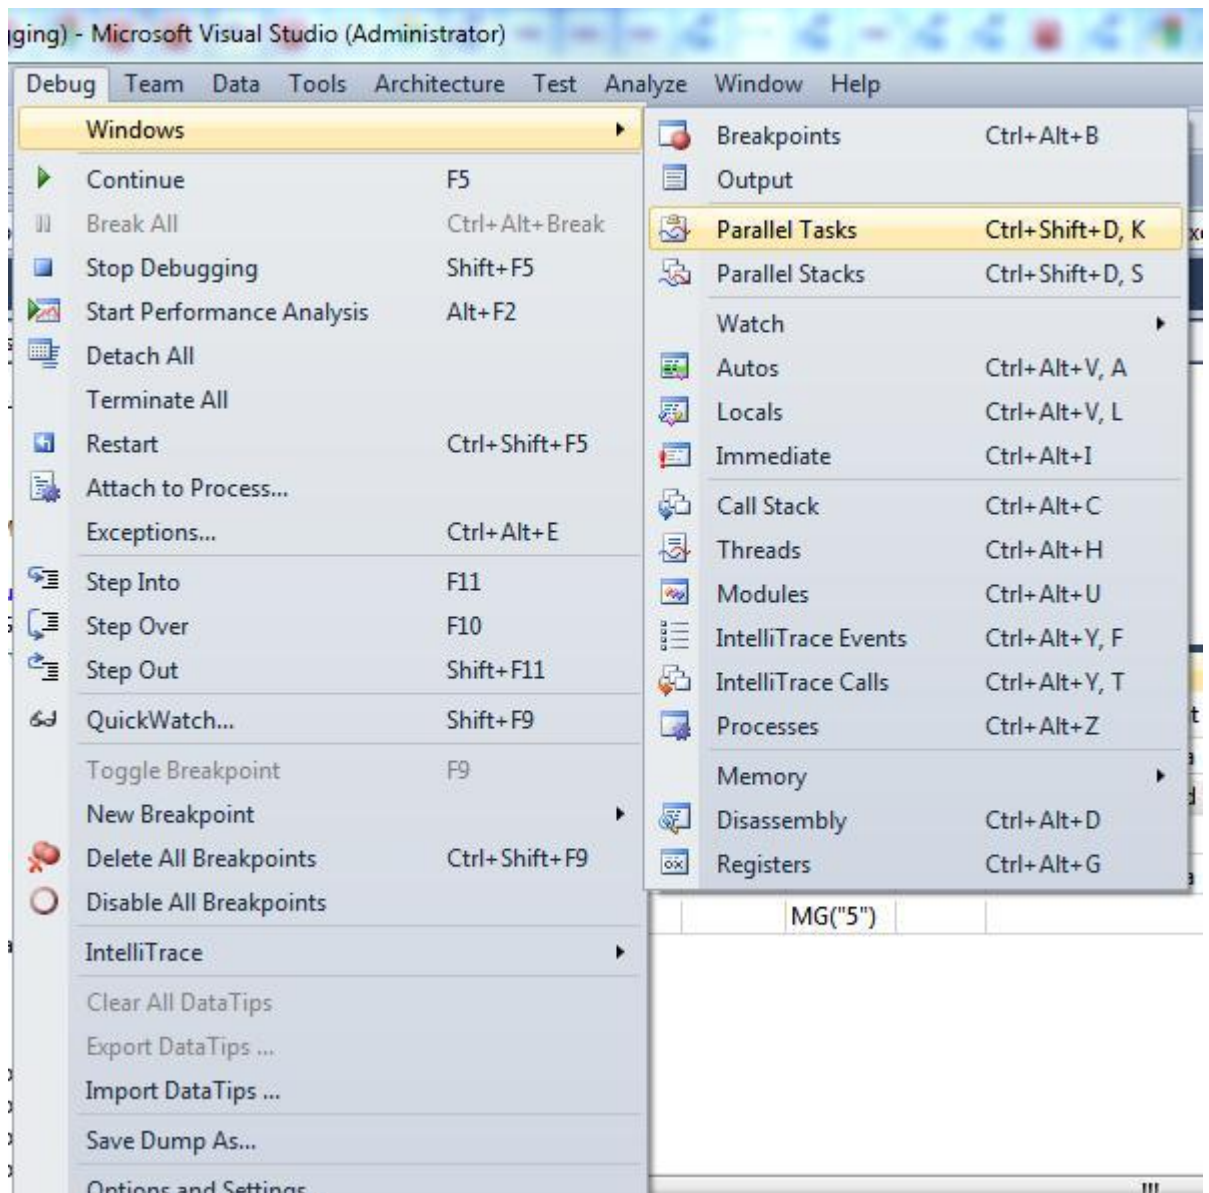 ging) - Microsoft Visual Studio (Administrator)
Debug Team Data Tools Architecture Test Analyze Window Help
Windows
Continue F5
Break All Ctrl+Alt+Break
Stop Debugging Shift+F5
Start Performance Analysis Alt+F2
Detach All
Terminate All
Restart Ctrl+Shift+F5
Attach to Process...
Exceptions... Ctrl+Alt+E
Step Into F11
Step Over F10
Step Out Shift+F11
QuickWatch... Shift+F9
Toggle Breakpoint F9
New Breakpoint
Delete All Breakpoints Ctrl+Shift+F9
Disable All Breakpoints
IntelliTrace
Clear All DataTips
Export DataTips ...
Import DataTips ...
Save Dump As...
Options and Settings
Breakpoints Ctrl+Alt+B
Output
Parallel Tasks Ctrl+Shift+D, K
Parallel Stacks Ctrl+Shift+D, S
Watch
Autos Ctrl+Alt+V, A
Locals Ctrl+Alt+V, L
Immediate Ctrl+Alt+I
Call Stack Ctrl+Alt+C
Threads Ctrl+Alt+H
Modules Ctrl+Alt+U
IntelliTrace Events Ctrl+Alt+Y, F
IntelliTrace Calls Ctrl+Alt+Y, T
Processes Ctrl+Alt+Z
Memory
Disassembly Ctrl+Alt+D
Registers Ctrl+Alt+G
MG("5")